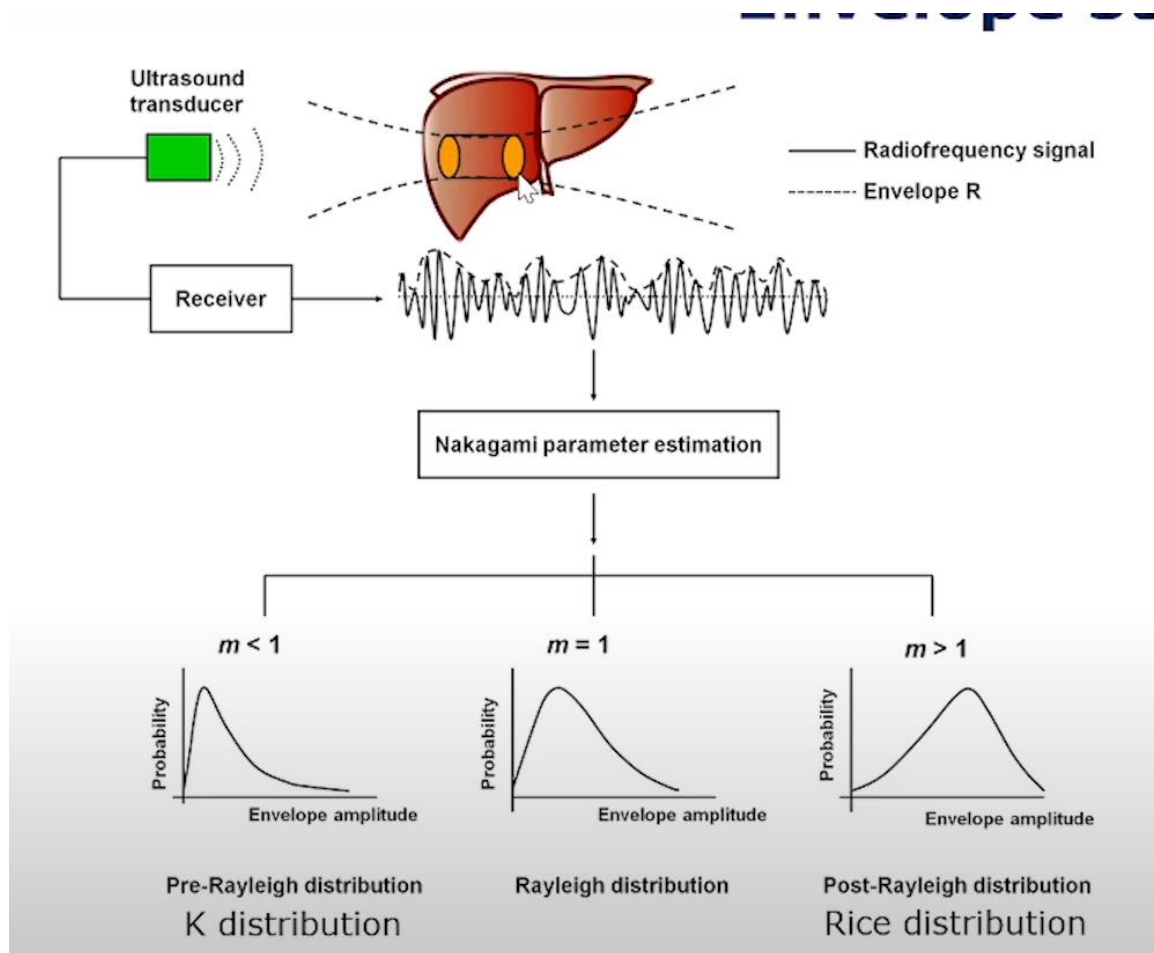 Ultrasound
transducer
Radiofrequency signal
Envelope R
Receiver
Nakagami parameter estimation
m < 1
m = 1
m > 1
Probability
Envelope amplitude
Probability
Envelope amplitude
Probability
Envelope amplitude
Pre-Rayleigh distribution
Rayleigh distribution
Post-Rayleigh distribution
K distribution
Rice distribution